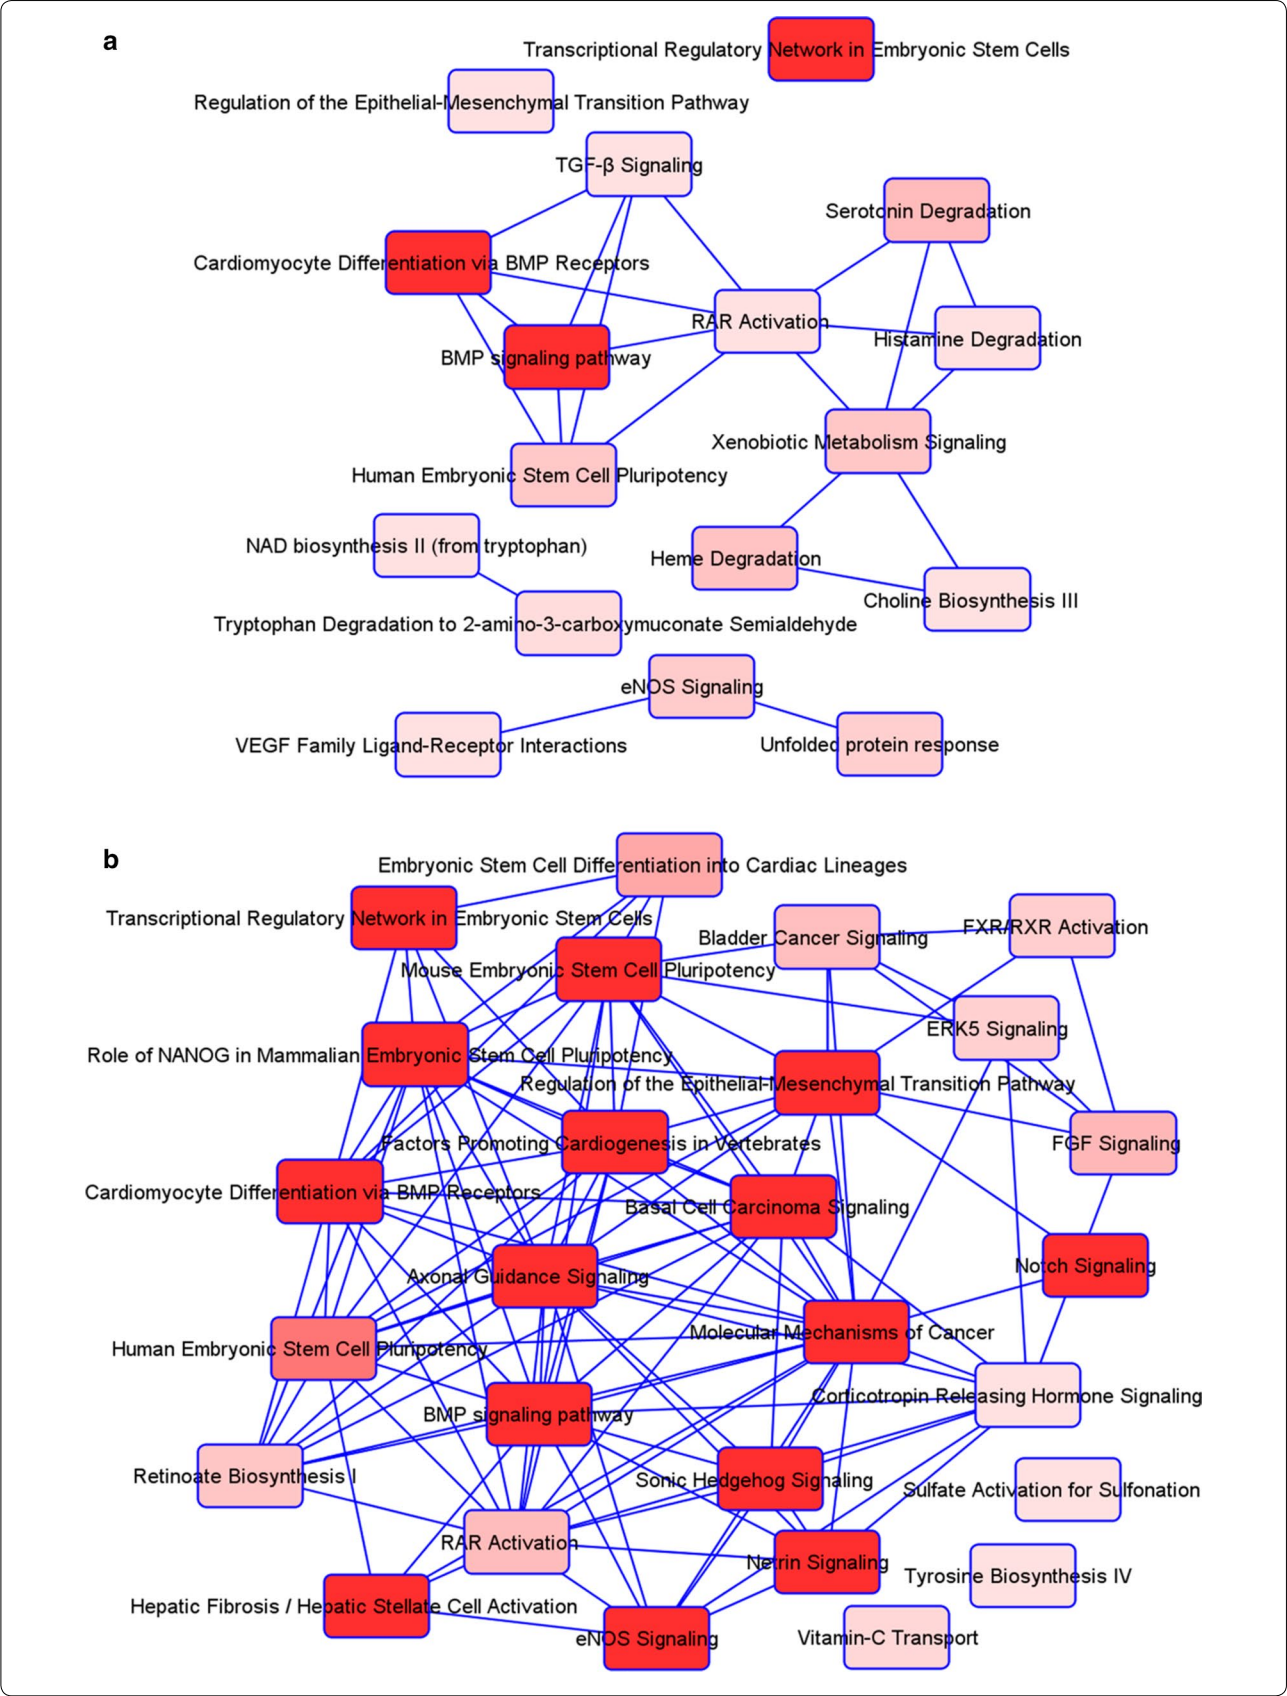 a
Transcriptional Regulatory Network in Embryonic Stem Cells
Regulation of the Epithelial-Mesenchymal Transition Pathway
TGF-β Signaling
Serotonin Degradation
Cardiomyocyte Differentiation via BMP Receptors
RAR Activation
Histamine Degradation
BMP signaling pathway
Xenobiotic Metabolism Signaling
Human Embryonic Stem Cell Pluripotency
NAD biosynthesis II (from tryptophan)
Heme Degradation
Choline Biosynthesis III
Tryptophan Degradation to 2-amino-3-carboxymuconate Semialdehyde
eNOS Signaling
VEGF Family Ligand-Receptor Interactions
Unfolded protein response
b
Embryonic Stem Cell Differentiation into Cardiac Lineages
Transcriptional Regulatory Network in Embryonic Stem Cells
FXR/RXR Activation
Bladder Cancer Signaling
Mouse Embryonic Stem Cell Pluripotency
ERK5 Signaling
Role of NANOG in Mammalian Embryonic Stem Cell Pluripotency
Regulation of the Epithelial-Mesenchymal Transition Pathway
Factors Promoting Cardiogenesis in Vertebrates
FGF Signaling
Cardiomyocyte Differentiation via BMP Receptors
Basal Cell Carcinoma Signaling
Notch Signaling
Axonal Guidance Signaling
Molecular Mechanisms of Cancer
Human Embryonic Stem Cell Pluripotency
Corticotropin Releasing Hormone Signaling
BMP signaling pathway
Retinoate Biosynthesis I
Sonic Hedgehog Signaling
Sulfate Activation for Sulfonation
RAR Activation
Netrin Signaling
Tyrosine Biosynthesis IV
Hepatic Fibrosis / Hepatic Stellate Cell Activation
eNOS Signaling
Vitamin-C Transport